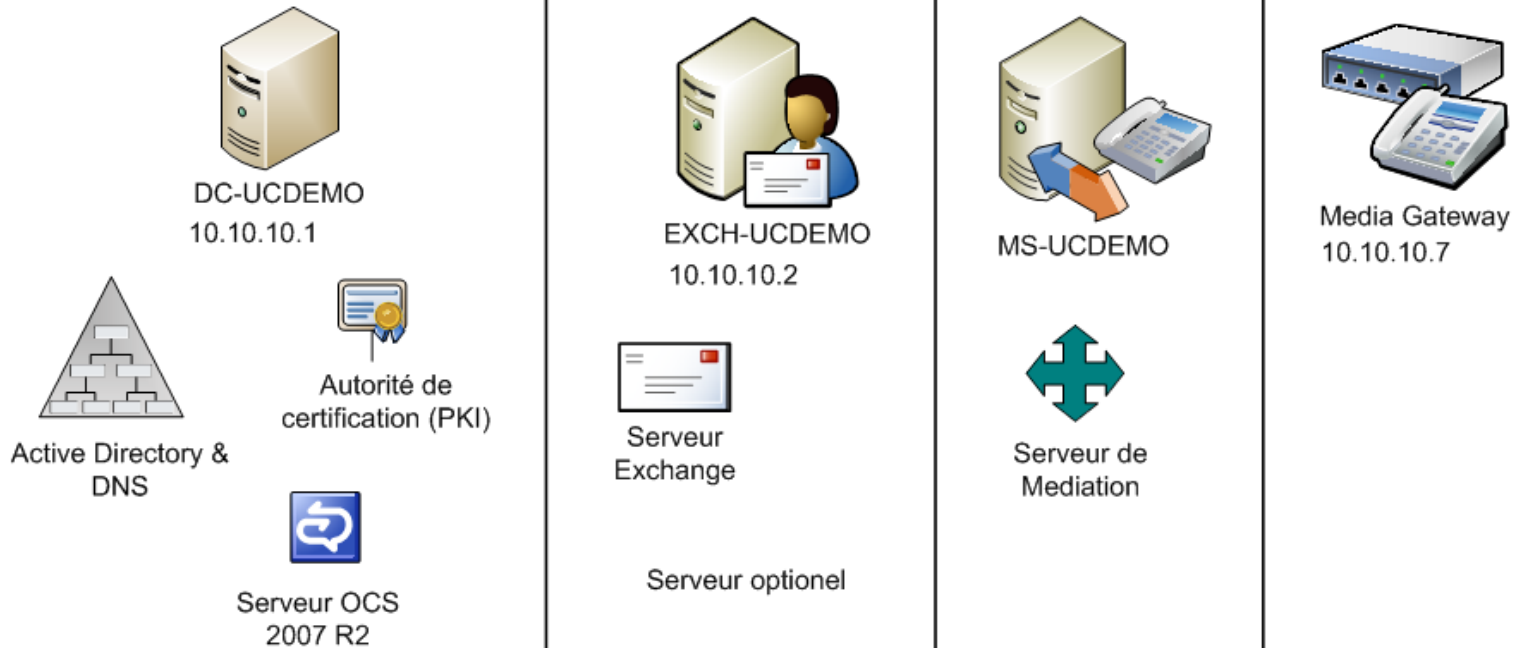 DC-UCDEMO
10.10.10.1
Active Directory &
DNS
Autorité de
certification (PKI)
Serveur OCS
2007 R2
EXCH-UCDEMO
10.10.10.2
Serveur
Exchange
Serveur optionel
MS-UCDEMO
Serveur de
Mediation
Media Gateway
10.10.10.7